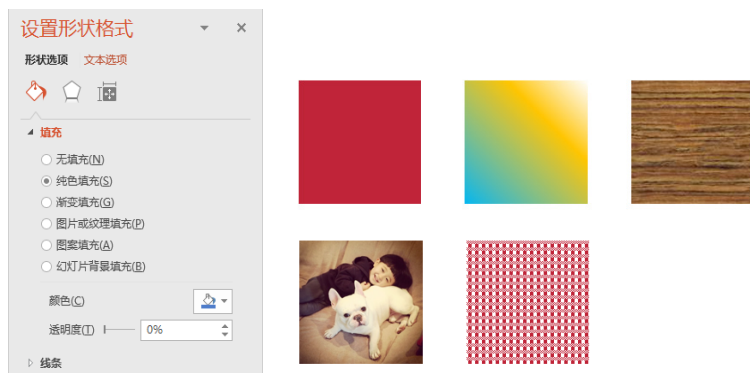 设置形状格式
形状选项 文本选项
填充
无填充(N)
纯色填充(S)
渐变填充(G)
图片或纹理填充(P)
图案填充(A)
幻灯片背景填充(B)
颜色(C)
透明度(T) 0%
线条